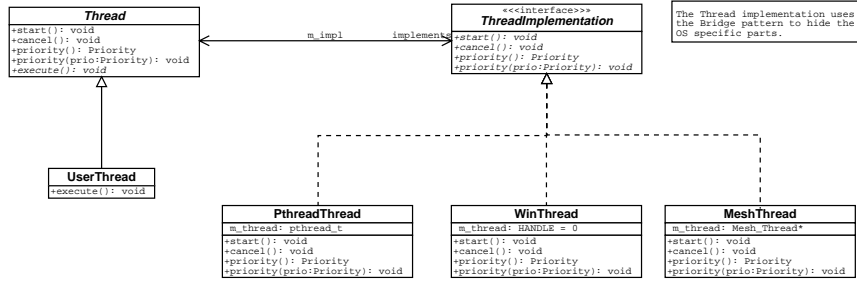 Thread
+start(): void
+cancel(): void
+priority(): Priority
+priority(prio:Priority): void
+execute(): void
m_impl
implements
<<<interface>>>
ThreadImplementation
+start(): void
+cancel(): void
+priority(): Priority
+priority(prio:Priority): void
The Thread implementation uses
the Bridge pattern to hide the
OS specific parts.
UserThread
+execute(): void
PthreadThread
m_thread: pthread_t
+start(): void
+cancel(): void
+priority(): Priority
+priority(prio:Priority): void
WinThread
m_thread: HANDLE = 0
+start(): void
+cancel(): void
+priority(): Priority
+priority(prio:Priority): void
MeshThread
m_thread: Mesh_Thread*
+start(): void
+cancel(): void
+priority(): Priority
+priority(prio:Priority): void